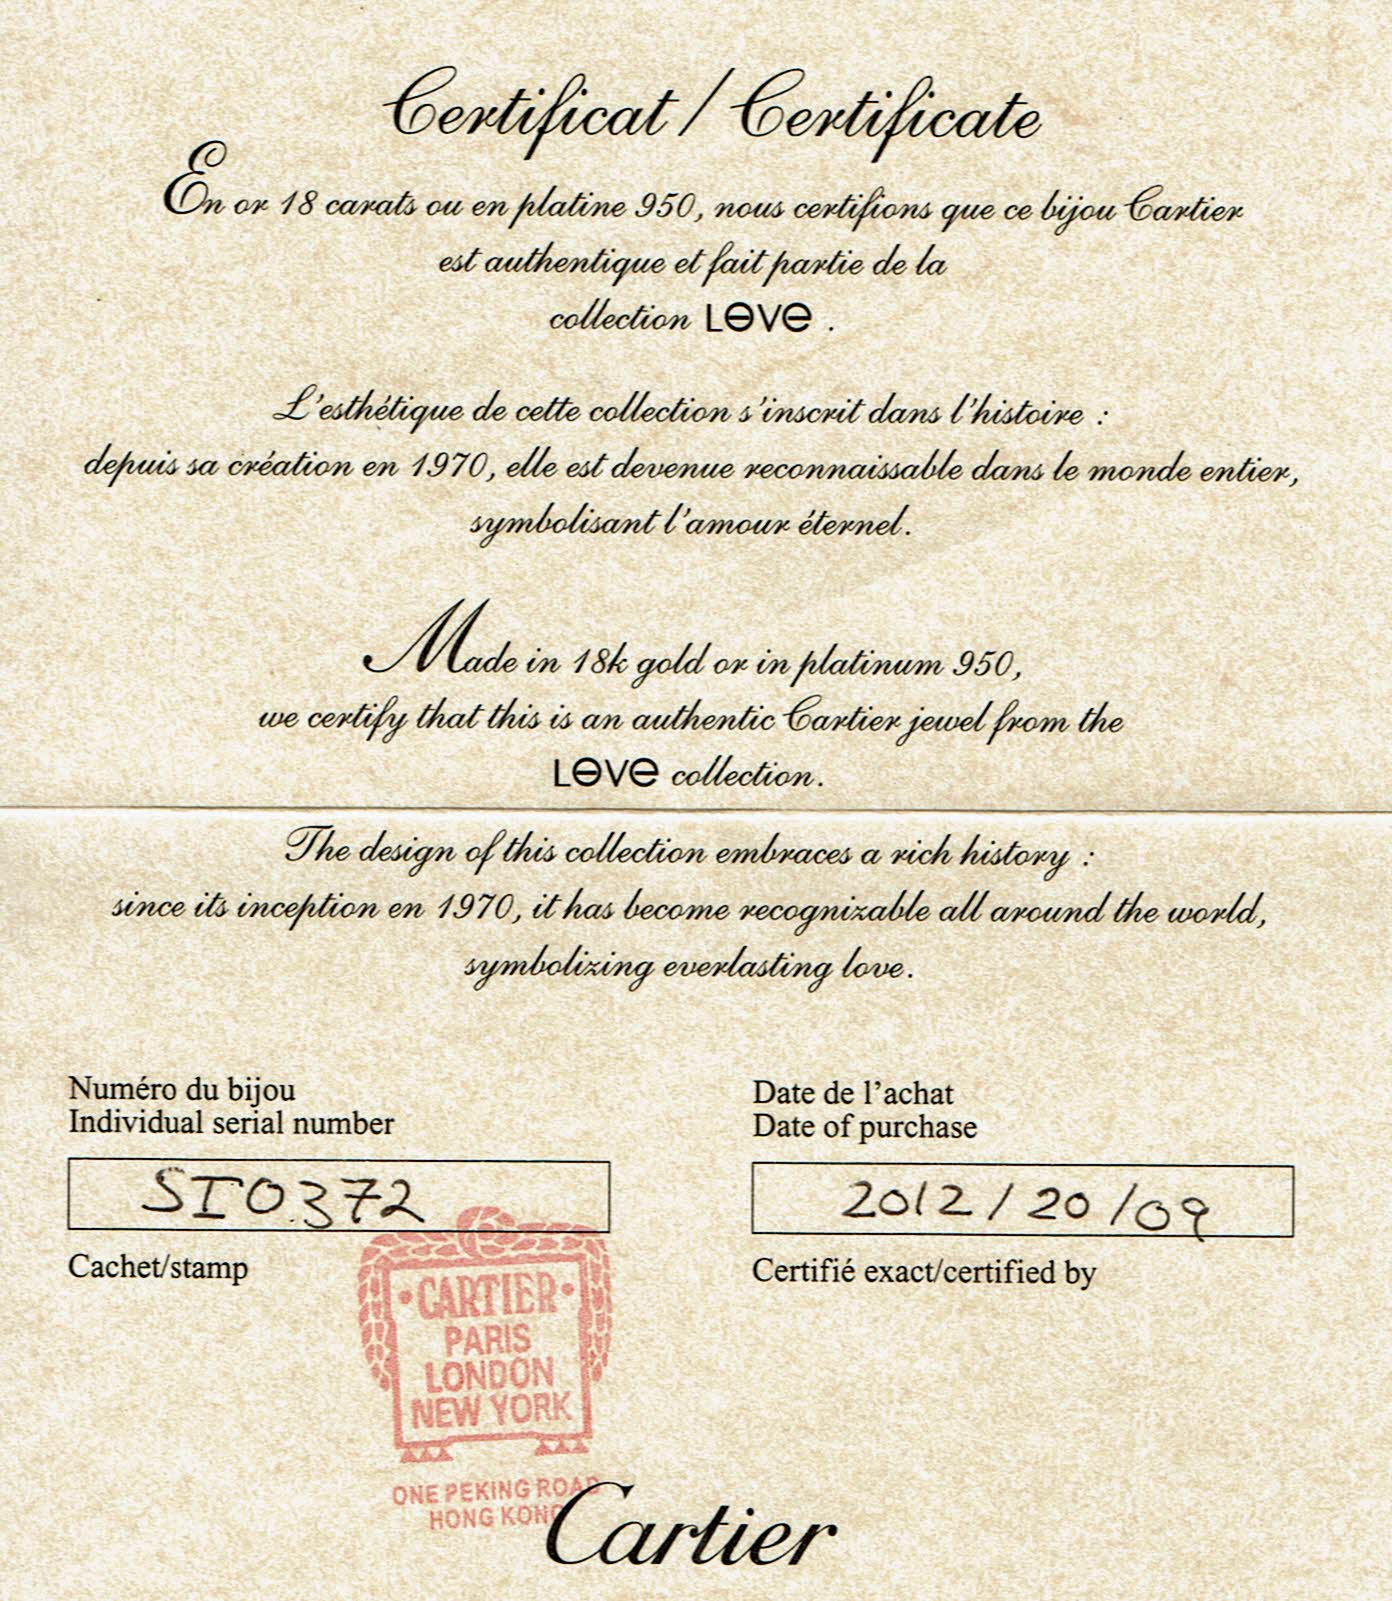 Certificat / Certificate
En or 18 carats ou en platine 950, nous certifions que ce bijou Cartier
est authentique et fait partie de la
collection LOVE .
L'esthétique de cette collection s'inscrit dans l'histoire :
depuis sa création en 1970, elle est devenue reconnaissable dans le monde entier,
symbolisant l'amour éternel.
Made in 18k gold or in platinum 950,
we certify that this is an authentic Cartier jewel from the
LOVE collection.
The design of this collection embraces a rich history :
since its inception en 1970, it has become recognizable all around the world,
symbolizing everlasting love.
Numéro du bijou
Individual serial number
SI0372
Cachet/stamp
Date de l'achat
Date of purchase
2012/20/09
Certifié exact/certified by
CARTIER
PARIS
LONDON
NEW YORK
ONE PEKING ROAD
HONG KONG
Cartier